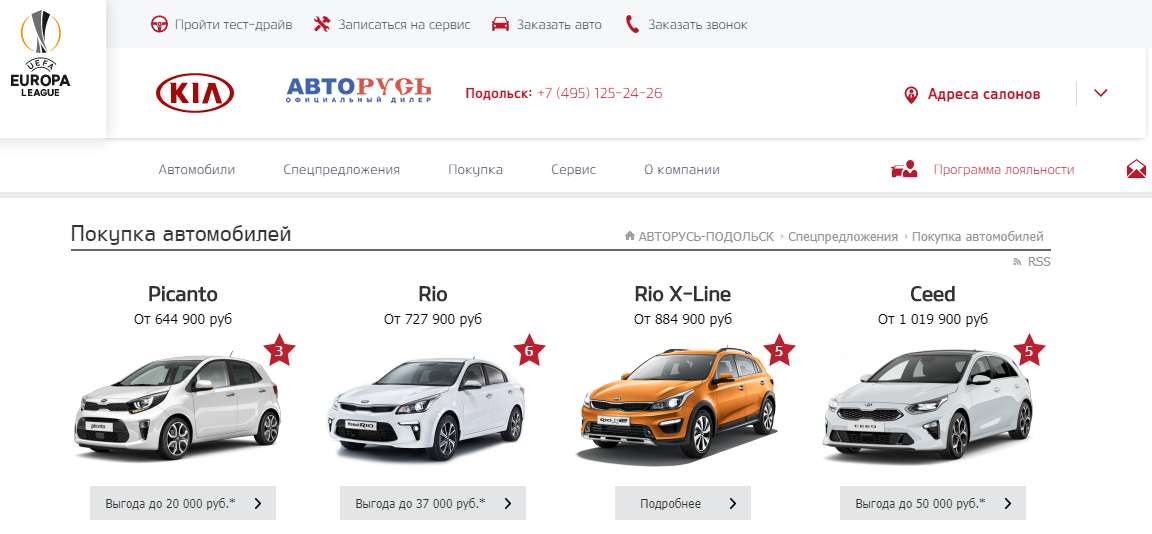 Пройти тест-драйв
Записаться на сервис
Заказать авто
Заказать звонок
UEFA
EUROPA
LEAGUE
KIA
АВТОРУСЬ
ОФИЦИАЛЬНЫЙ ДИЛЕР
Подольск: +7 (495) 125-24-26
Адреса салонов
Автомобили
Спецпредложения
Покупка
Сервис
О компании
Программа лояльности
Покупка автомобилей
АВТОРУСЬ-ПОДОЛЬСК
Спецпредложения
Покупка автомобилей
RSS
Picanto
От 644 900 руб
3
picanto
Выгода до 20 000 руб.*
Rio
От 727 900 руб
6
RIO
Выгода до 37 000 руб.*
Rio X-Line
От 884 900 руб
5
RIO
Подробнее
Ceed
От 1 019 900 руб
5
CEED
Выгода до 50 000 руб.*